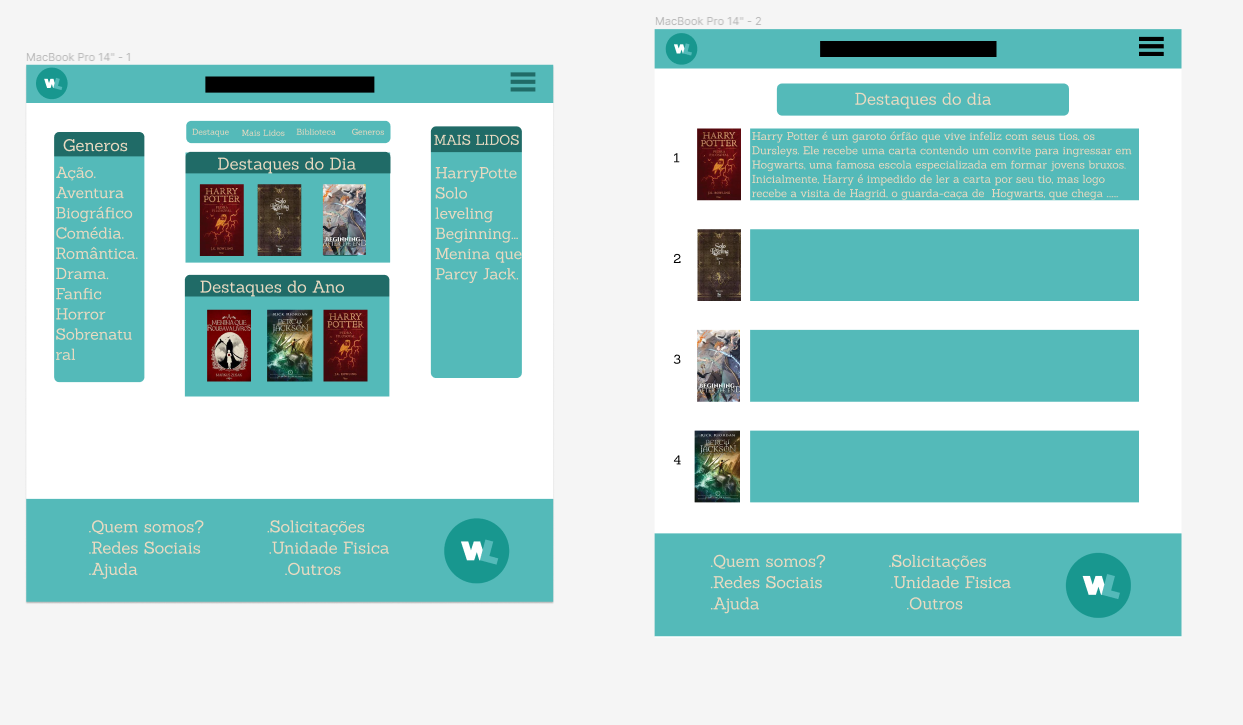 MacBook Pro 14" - 1
WL
Destaque Mais Lidos Biblioteca Generos
Generos
Ação.
Aventura
Biográfico
Comédia.
Romântica.
Drama.
Fanfic
Horror
Sobrenatu
ral
Destaques do Dia
HARRY
POTTER
J.K. ROWLING
Solo
Leveling
BEGINNING...
AFTER THE END
Destaques do Ano
A MENINA QUE
ROUBAVA LIVROS
MARKUS ZUSAK
RICK RIORDAN
PERCY
JACKSON
HARRY
POTTER
MAIS LIDOS
HarryPotte
Solo
leveling
Beginning...
Menina que
Parcy Jack.
.Quem somos?
.Redes Sociais
.Ajuda
.Solicitações
.Unidade Fisica
.Outros
WL
MacBook Pro 14" - 2
WL
Destaques do dia
1
HARRY
POTTER
Harry Potter é um garoto órfão que vive infeliz com seus tios, os
Dursleys. Ele recebe uma carta contendo um convite para ingressar em
Hogwarts, uma famosa escola especializada em formar jovens bruxos.
Inicialmente, Harry é impedido de ler a carta por seu tio, mas logo
recebe a visita de Hagrid, o guarda-caça de Hogwarts, que chega .....
2
Solo
Leveling
3
BEGINNING...
AFTER THE END
4
RICK RIORDAN
PERCY
JACKSON
.Quem somos?
.Redes Sociais
.Ajuda
.Solicitações
.Unidade Fisica
.Outros
WL